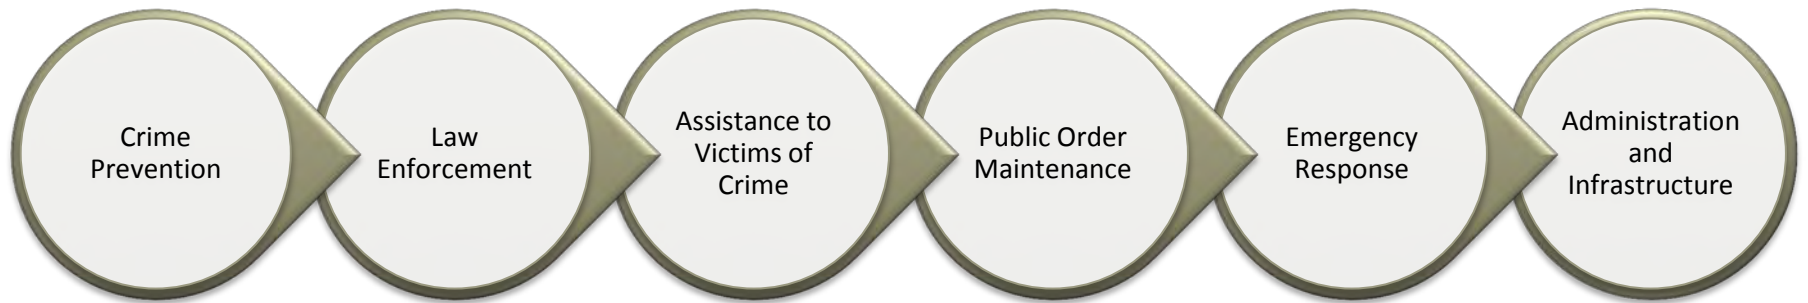 Crime
Prevention
Law
Enforcement
Assistance to
Victims of
Crime
Public Order
Maintenance
Emergency
Response
Administration
and
Infrastructure